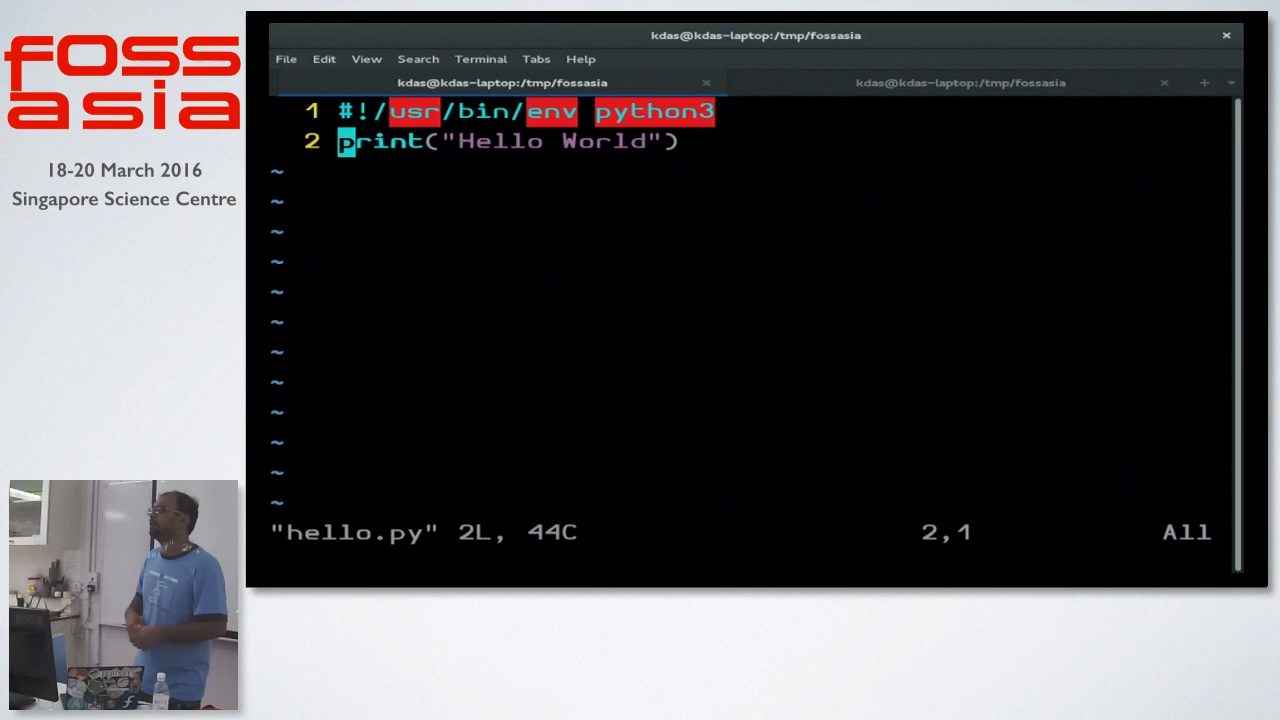 fOSS
asia
18-20 March 2016
Singapore Science Centre
kdas@kdas-laptop:/tmp/fossasia ×
File Edit View Search Terminal Tabs Help
kdas@kdas-laptop:/tmp/fossasia × kdas@kdas-laptop:/tmp/fossasia × +
1 #!/usr/bin/env python3
2 print("Hello World")
~
~
~
~
~
~
~
~
~
~
~
~
"hello.py" 2L, 44C 2,1 All